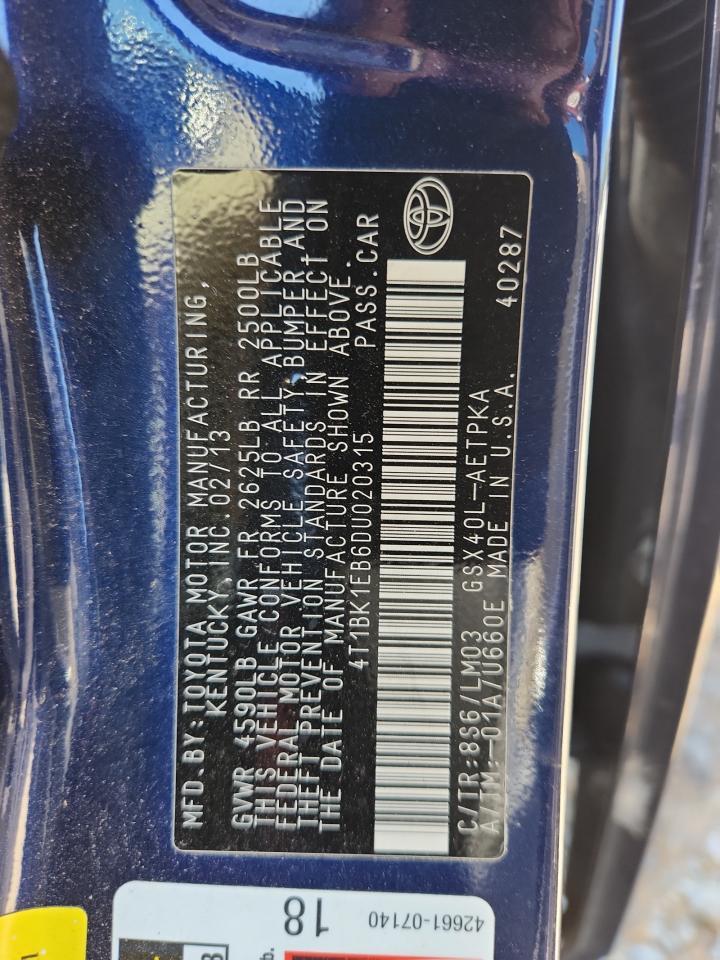 MFD.BY:TOYOTA MOTOR MANUFACTURING,
KENTUCKY,INC.02/13
GVWR 4590LB GAWR FR 2625LB RR 2500LB
THIS VEHICLE CONFORMS TO ALL APPLICABLE
FEDERAL MOTOR VEHICLE SAFETY,BUMPER,AND
THEFT PREVENTION STANDARDS IN EFFECT ON
THE DATE OF MANUFACTURE SHOWN ABOVE.
4T1BK1EB6DU020315 PASS.CAR
C/TR:8S6/LM03 GSX40L-AETPKA
A/TM:-01A/U660E MADE IN U.S.A. 40287
42661-07140
18